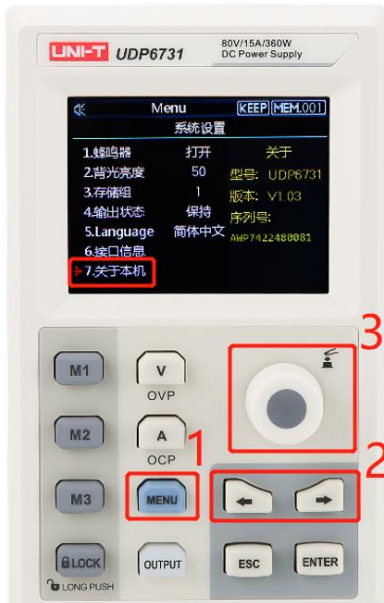 UNI-T UDP6731
80V/15A/360W
DC Power Supply
Menu KEEP MEM.001
系统设置
1.蜂鸣器 打开 关于
2.背光亮度 50 型号: UDP6731
3.存储组 1 版本: V1.03
4.输出状态 保持 序列号:
5.Language 简体中文 AWP7422480081
6.接口信息
7.关于本机
3
M1 V
OVP
M2 A
OCP
1
2
M3 MENU
LOCK OUTPUT ESC ENTER
LONG PUSH